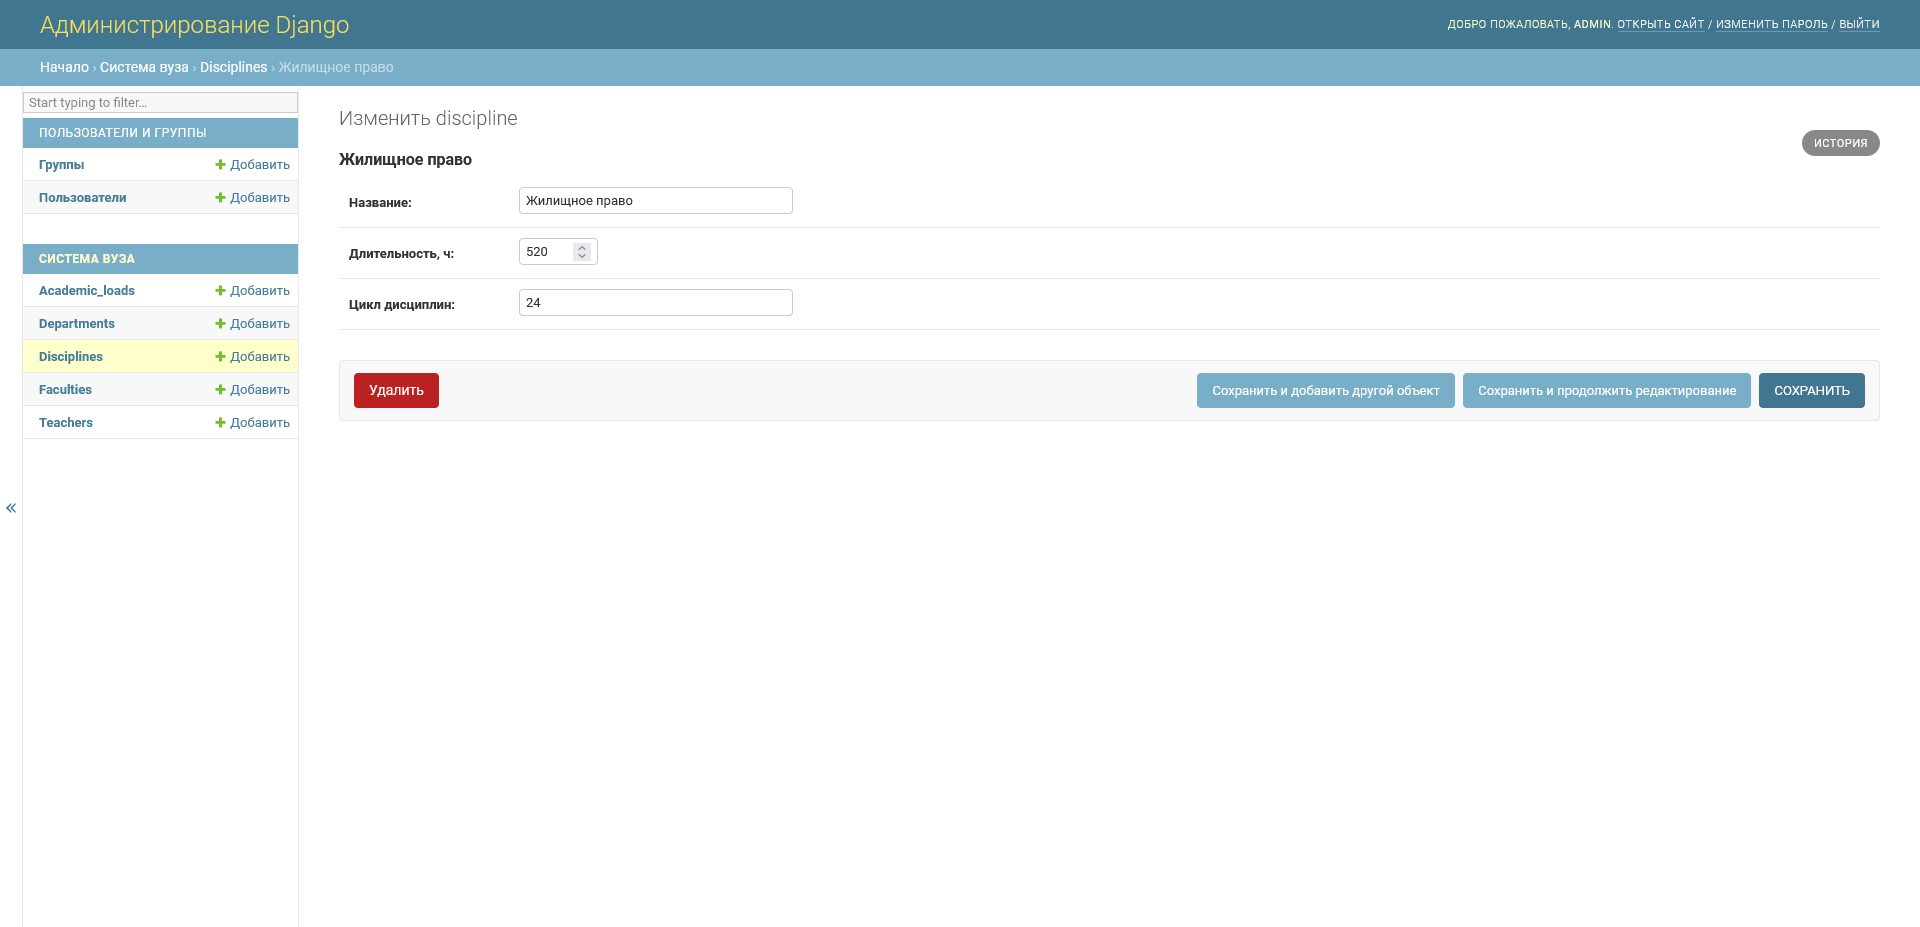 Администрирование Django
ДОБРО ПОЖАЛОВАТЬ, ADMIN. ОТКРЫТЬ САЙТ / ИЗМЕНИТЬ ПАРОЛЬ / ВЫЙТИ
Начало › Система вуза › Disciplines › Жилищное право
Start typing to filter...
ПОЛЬЗОВАТЕЛИ И ГРУППЫ
Группы Добавить
Пользователи Добавить
СИСТЕМА ВУЗА
Academic_loads Добавить
Departments Добавить
Disciplines Добавить
Faculties Добавить
Teachers Добавить
«
Изменить discipline
ИСТОРИЯ
Жилищное право
Название: Жилищное право
Длительность, ч: 520
Цикл дисциплин: 24
Удалить Сохранить и добавить другой объект Сохранить и продолжить редактирование СОХРАНИТЬ